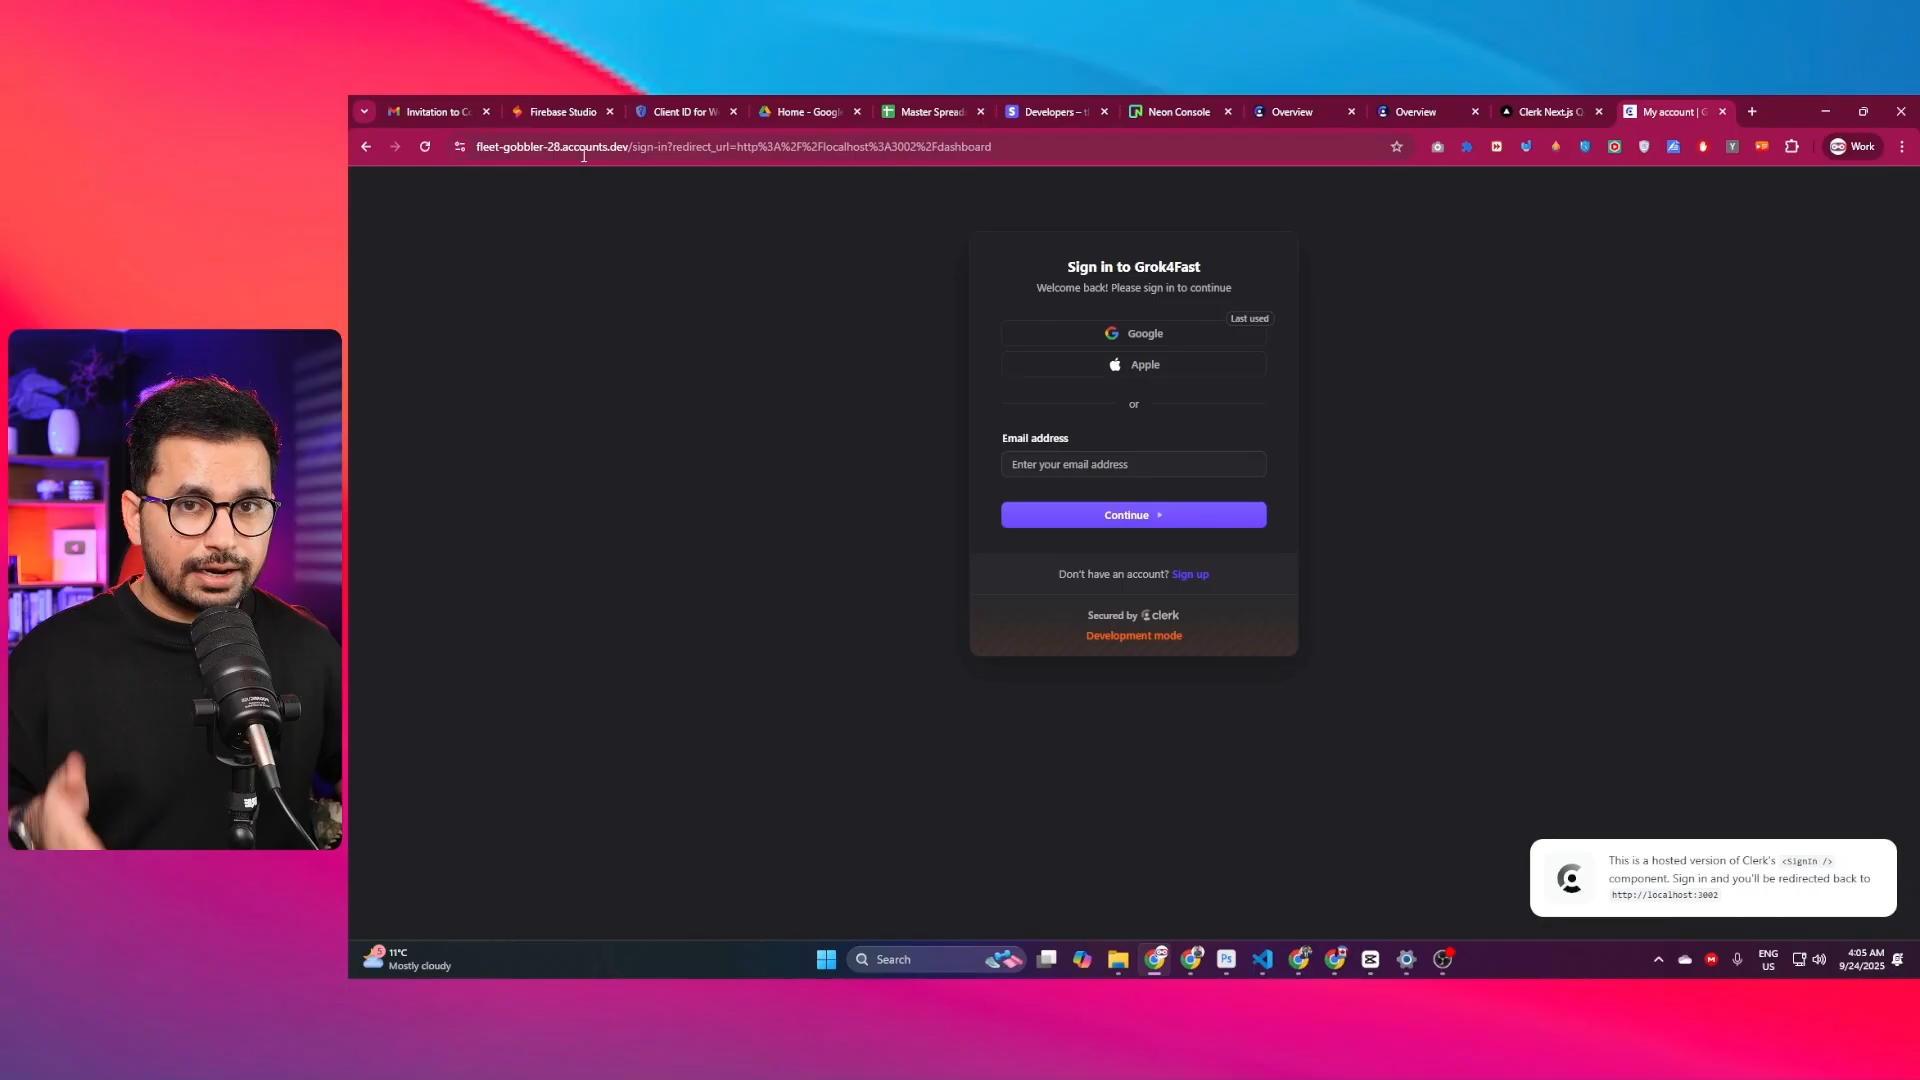 Invitation to Co
Firebase Studio
Client ID for W
Home - Googl
Master Spread
Developers – t
Neon Console
Overview
Overview
Clerk Next.js Q
My account | G
fleet-gobbler-28.accounts.dev/sign-in?redirect_url=http%3A%2F%2Flocalhost%3A3002%2Fdashboard
Work
Sign in to Grok4Fast
Welcome back! Please sign in to continue
Last used
Google
Apple
or
Email address
Enter your email address
Continue
Don't have an account? Sign up
Secured by clerk
Development mode
This is a hosted version of Clerk's <SignIn />
component. Sign in and you'll be redirected back to
http://localhost:3002
5
11°C
Mostly cloudy
Search
Ps
ENG
US
4:05 AM
9/24/2025